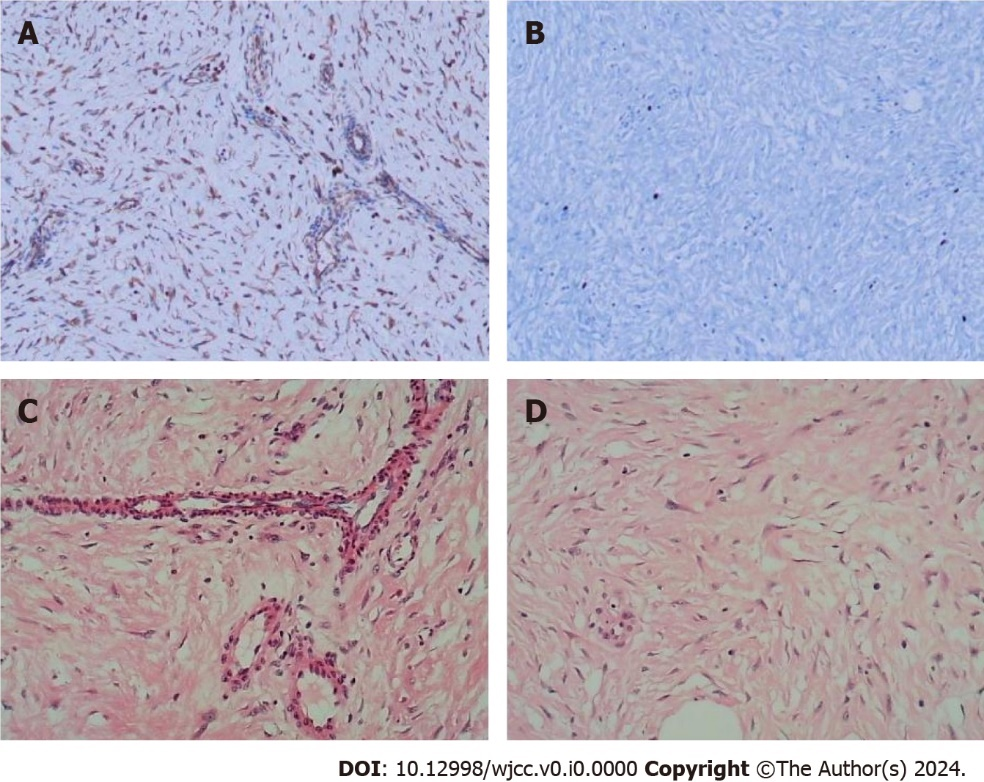 A
B
C
D
DOI: 10.12998/wjcc.v0.i0.0000 Copyright ©The Author(s) 2024.